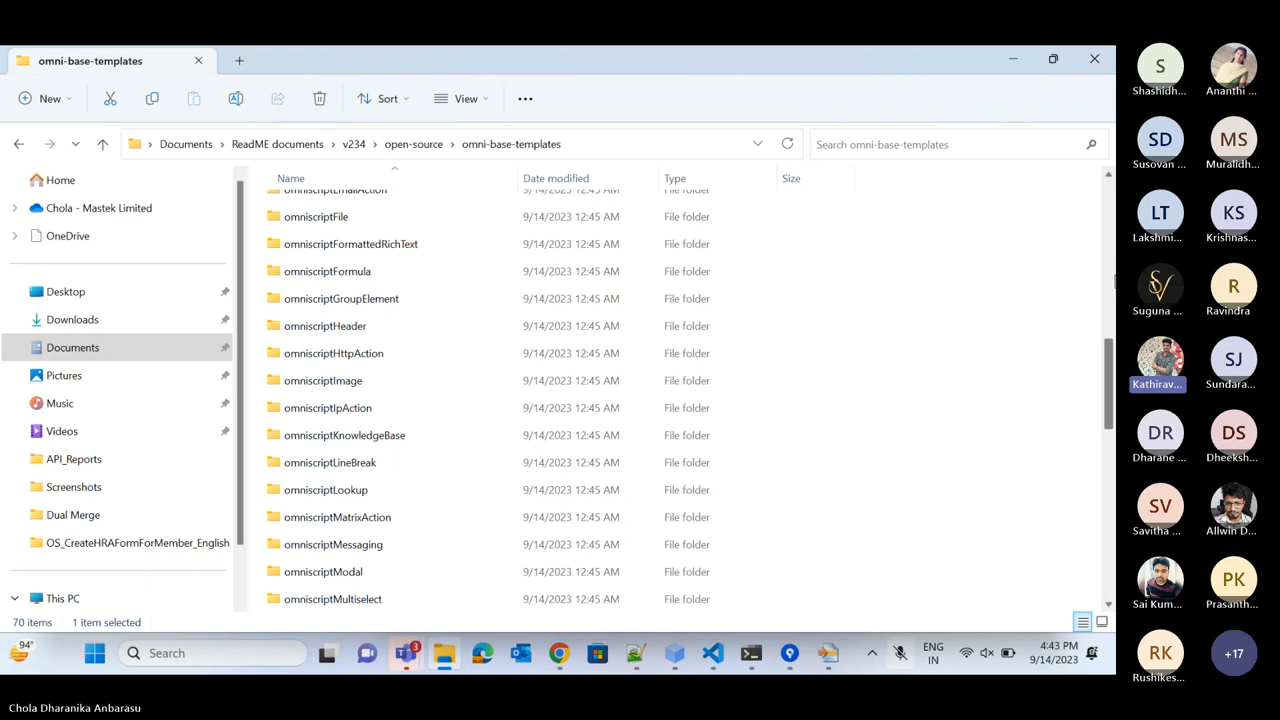 omni-base-templates
New
Sort
View
Documents
ReadME documents
v234
open-source
omni-base-templates
Search omni-base-templates
Name
Date modified
Type
Size
Home
Chola - Mastek Limited
OneDrive
Desktop
Downloads
Documents
Pictures
Music
Videos
API_Reports
Screenshots
Dual Merge
OS_CreateHRAFormForMember_English
This PC
omniscriptEmailAction 9/14/2023 12:45 AM File folder
omniscriptFile 9/14/2023 12:45 AM File folder
omniscriptFormattedRichText 9/14/2023 12:45 AM File folder
omniscriptFormula 9/14/2023 12:45 AM File folder
omniscriptGroupElement 9/14/2023 12:45 AM File folder
omniscriptHeader 9/14/2023 12:45 AM File folder
omniscriptHttpAction 9/14/2023 12:45 AM File folder
omniscriptImage 9/14/2023 12:45 AM File folder
omniscriptIpAction 9/14/2023 12:45 AM File folder
omniscriptKnowledgeBase 9/14/2023 12:45 AM File folder
omniscriptLineBreak 9/14/2023 12:45 AM File folder
omniscriptLookup 9/14/2023 12:45 AM File folder
omniscriptMatrixAction 9/14/2023 12:45 AM File folder
omniscriptMessaging 9/14/2023 12:45 AM File folder
omniscriptModal 9/14/2023 12:45 AM File folder
omniscriptMultiselect 9/14/2023 12:45 AM File folder
70 items
1 item selected
94°
Search
3
ENG
IN
4:43 PM
9/14/2023
S
Shashidh...
Ananthi ...
SD
Susovan ...
MS
Muralidh...
LT
Lakshmi...
KS
Krishnas...
SV
Suguna ...
R
Ravindra
Kathirav...
SJ
Sundara...
DR
Dharane ...
DS
Dheeksh...
SV
Savitha ...
Allwin D...
Sai Kum...
PK
Prasanth...
RK
Rushikes...
+17
Chola Dharanika Anbarasu